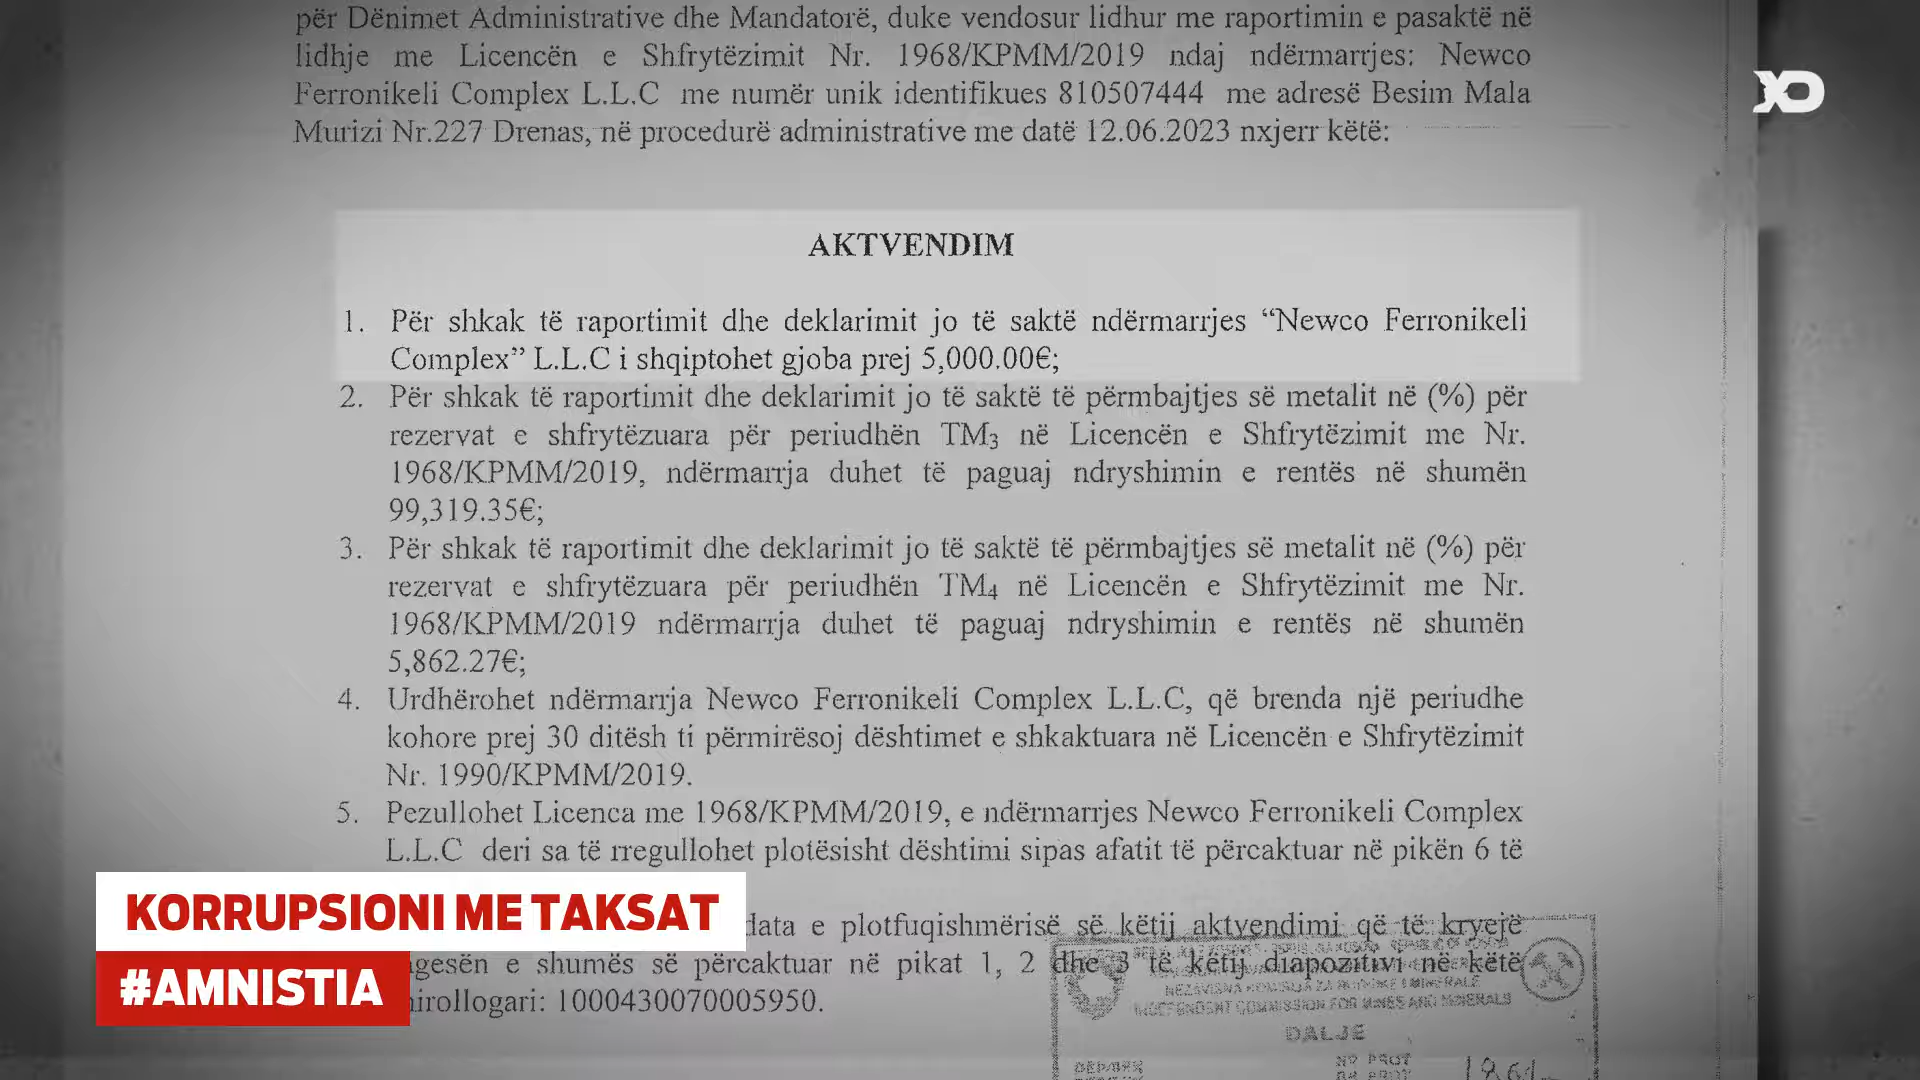 për Dënimet Administrative dhe Mandatorë, duke vendosur lidhur me raportimin e pasaktë në
lidhje me Licencën e Shfrytëzimit Nr. 1968/KPMM/2019 ndaj ndërmarrjes: Newco
Ferronikeli Complex L.L.C me numër unik identifikues 810507444 me adresë Besim Mala
Murizi Nr.227 Drenas, në procedurë administrative me datë 12.06.2023 nxjerr këtë:
XO
AKTVENDIM
1. Për shkak të raportimit dhe deklarimit jo të saktë ndërmarrjes “Newco Ferronikeli
Complex” L.L.C i shqiptohet gjoba prej 5,000.00€;
2. Për shkak të raportimit dhe deklarimit jo të saktë të përmbajtjes së metalit në (%) për
rezervat e shfrytëzuara për periudhën TM3 në Licencën e Shfrytëzimit me Nr.
1968/KPMM/2019, ndërmarrja duhet të paguaj ndryshimin e rentës në shumën
99,319.35€;
3. Për shkak të raportimit dhe deklarimit jo të saktë të përmbajtjes së metalit në (%) për
rezervat e shfrytëzuara për periudhën TM4 në Licencën e Shfrytëzimit me Nr.
1968/KPMM/2019 ndërmarrja duhet të paguaj ndryshimin e rentës në shumën
5,862.27€;
4. Urdhërohet ndërmarrja Newco Ferronikeli Complex L.L.C, që brenda një periudhe
kohore prej 30 ditësh ti përmirësoj dështimet e shkaktuara në Licencën e Shfrytëzimit
Nr. 1990/KPMM/2019.
5. Pezullohet Licenca me 1968/KPMM/2019, e ndërmarrjes Newco Ferronikeli Complex
L.L.C deri sa të rregullohet plotësisht dështimi sipas afatit të përcaktuar në pikën 6 të
data e plotfuqishmërisë së këtij aktvendimi që të kryejë
gesën e shumës së përcaktuar në pikat 1, 2 dhe 3 të këtij diapozitivi në këtë
irollogari: 1000430070005950.
KORRUPSIONI ME TAKSAT
#AMNISTIA
INDEPENDENT COMMISSION FOR MINES AND MINERALS
DALJE